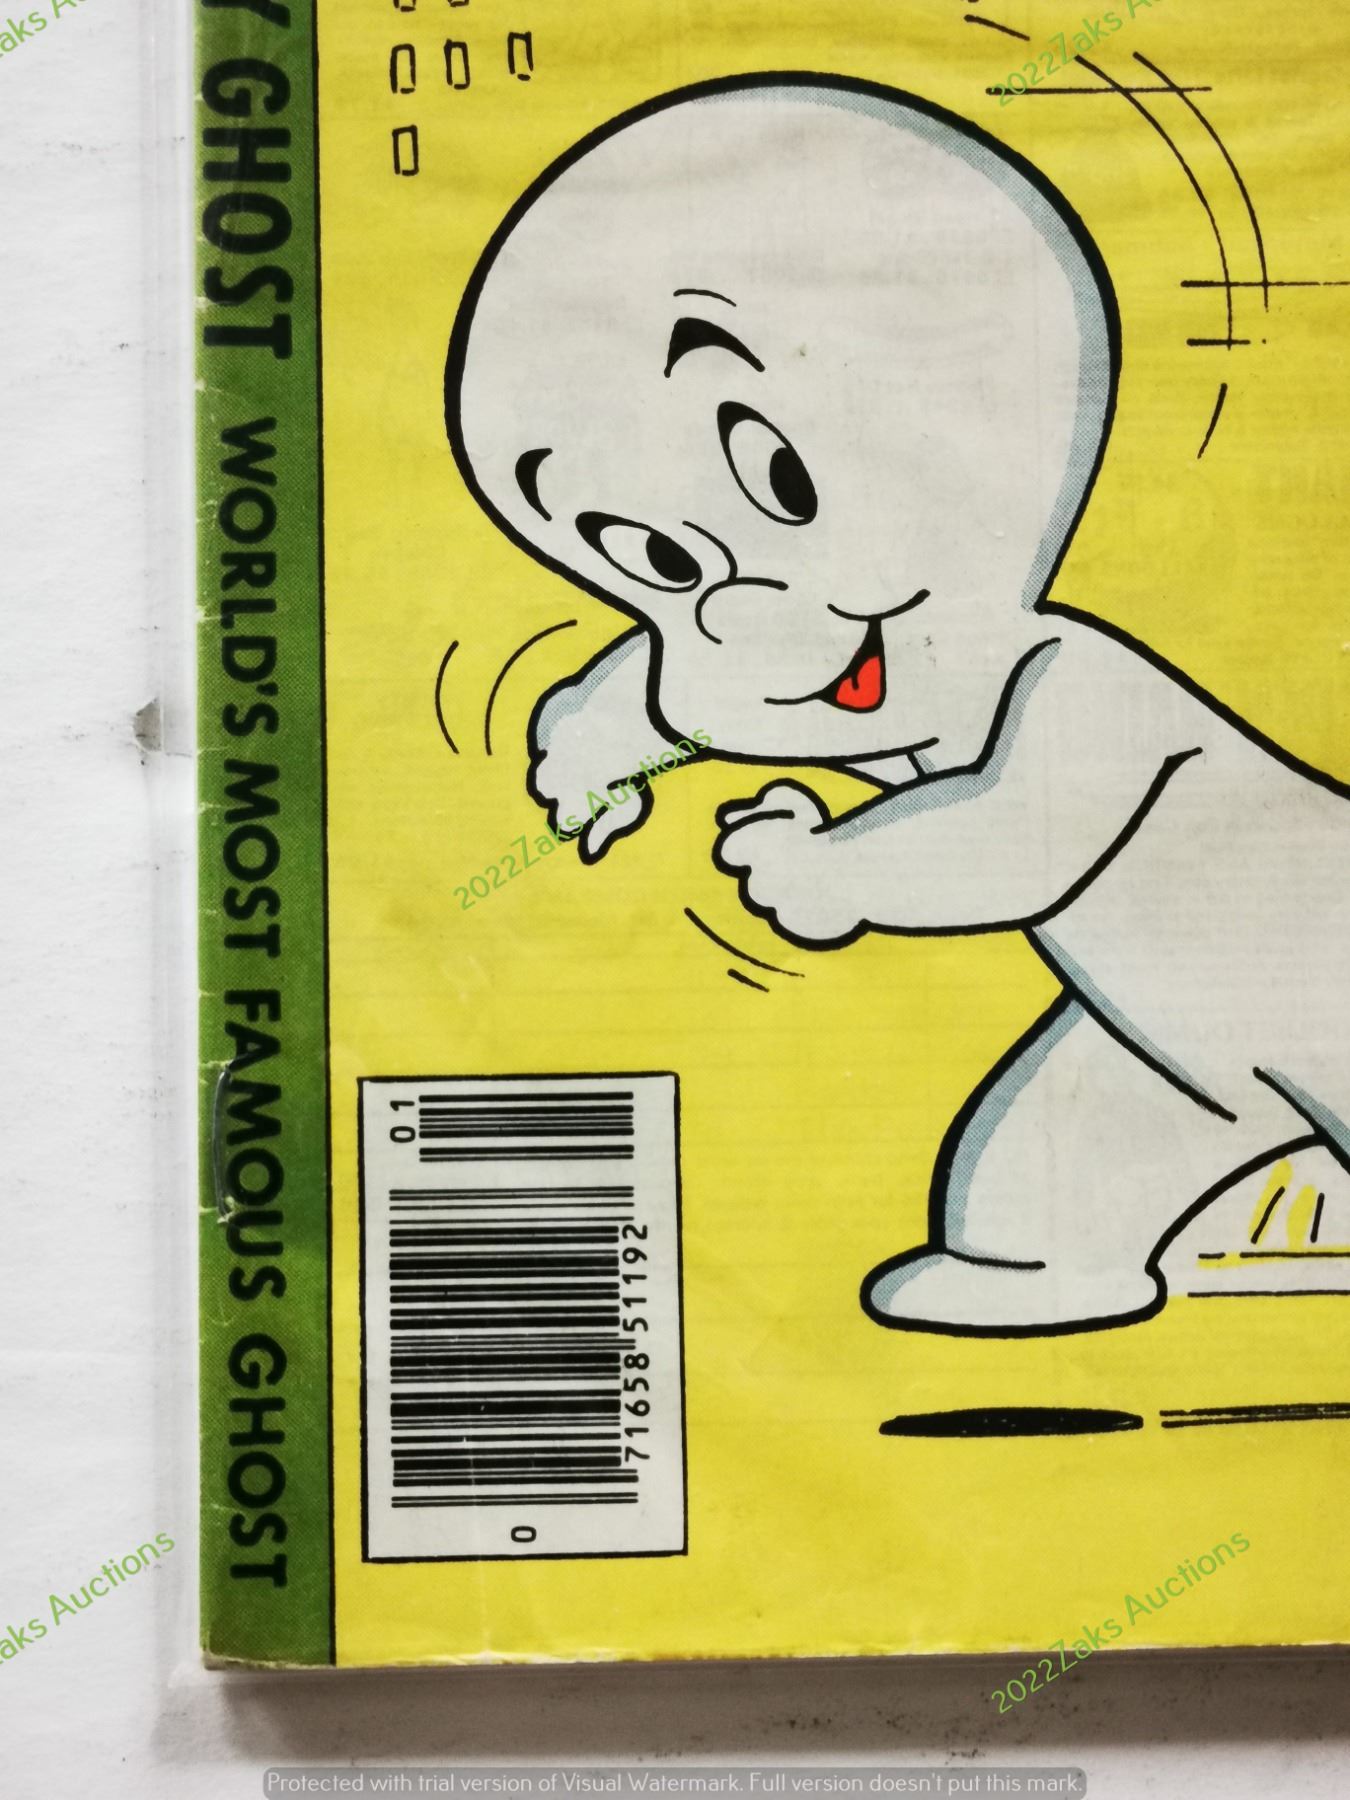 2022Zaks A
aks A
Y GHOST WORLD'S MOST FAMOUS GHOST
2022Zaks Auctions
01
71658 51192
0
aks Auctions
2022Zaks Auctions
Protected with trial version of Visual Watermark. Full version doesn't put this mark.